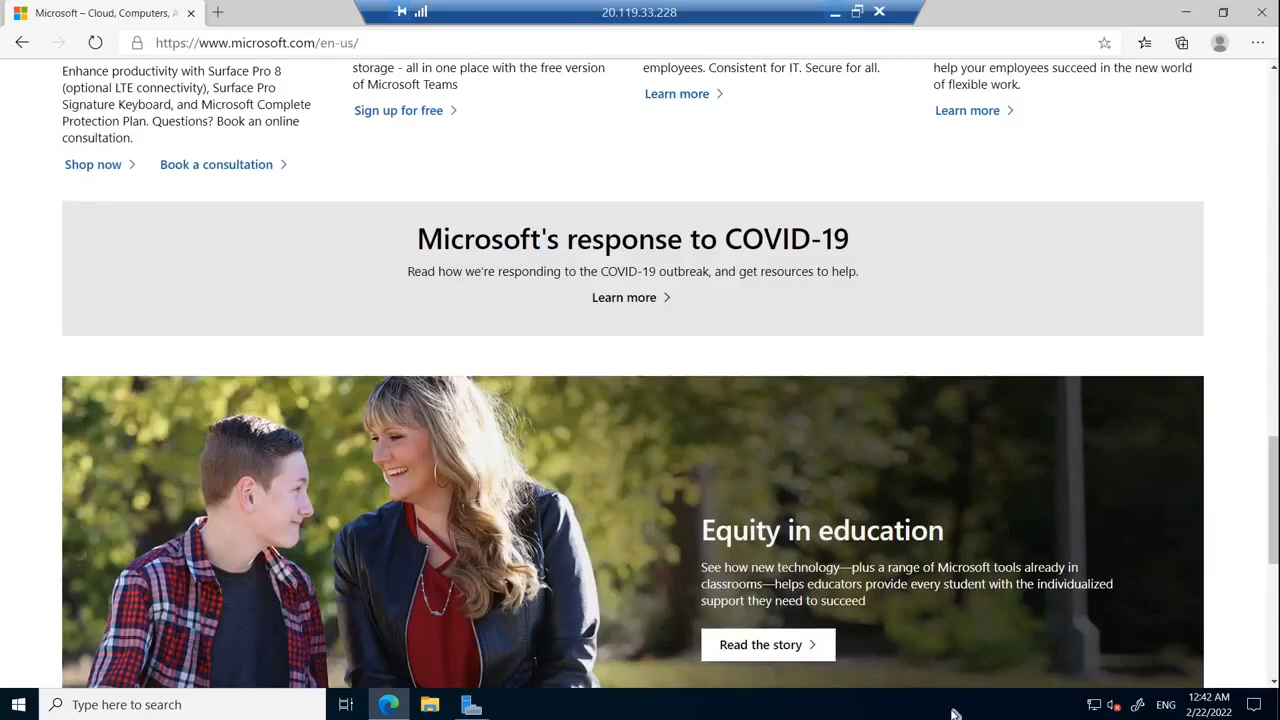 Microsoft – Cloud, Computers, A
20.119.33.228
https://www.microsoft.com/en-us/
Enhance productivity with Surface Pro 8
(optional LTE connectivity), Surface Pro
Signature Keyboard, and Microsoft Complete
Protection Plan. Questions? Book an online
consultation.
Shop now
Book a consultation
storage - all in one place with the free version
of Microsoft Teams
Sign up for free
employees. Consistent for IT. Secure for all.
Learn more
help your employees succeed in the new world
of flexible work.
Learn more
Microsoft's response to COVID-19
Read how we're responding to the COVID-19 outbreak, and get resources to help.
Learn more
Equity in education
See how new technology—plus a range of Microsoft tools already in
classrooms—helps educators provide every student with the individualized
support they need to succeed
Read the story
Type here to search
ENG
12:42 AM
2/22/2022